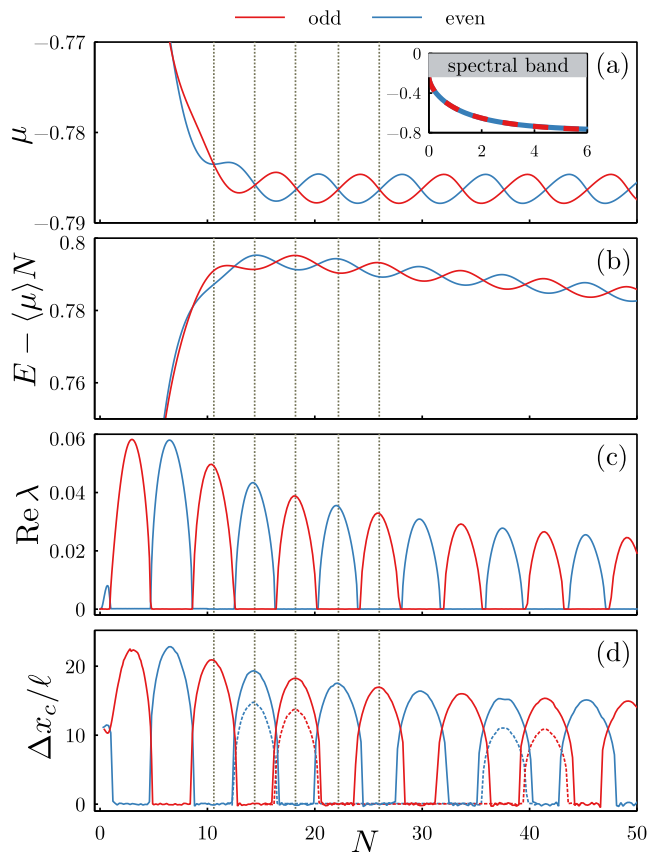 odd even
−0.77
−0.78
−0.79
μ
(a)
0
−0.4
−0.8
spectral band
0 2 4 6
0.8
0.78
0.76
E − ⟨μ⟩N
(b)
0.06
0.04
0.02
0
Re λ
(c)
20
10
0
Δx_c/ℓ
(d)
0 10 20 30 40 50
N